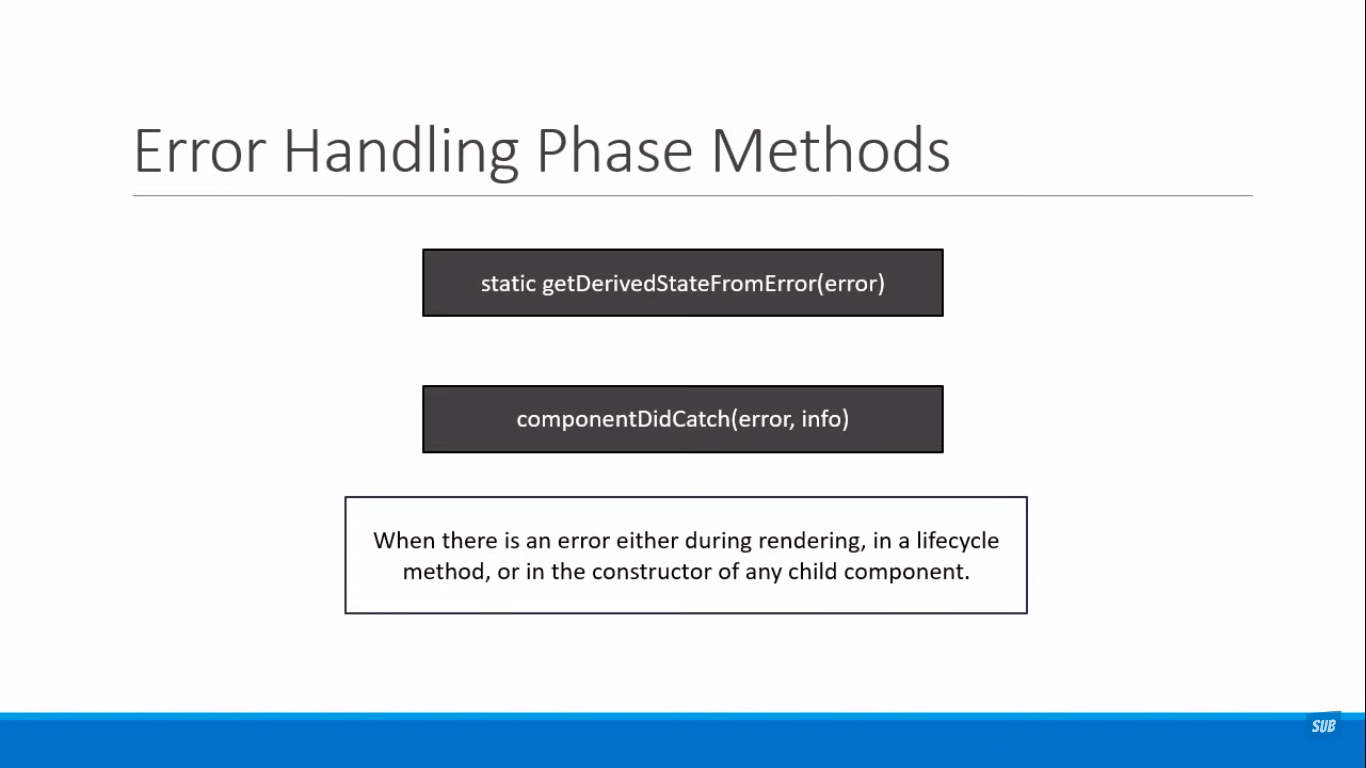 Error Handling Phase Methods
static getDerivedStateFromError(error)
componentDidCatch(error, info)
When there is an error either during rendering, in a lifecycle
method, or in the constructor of any child component.
SUB